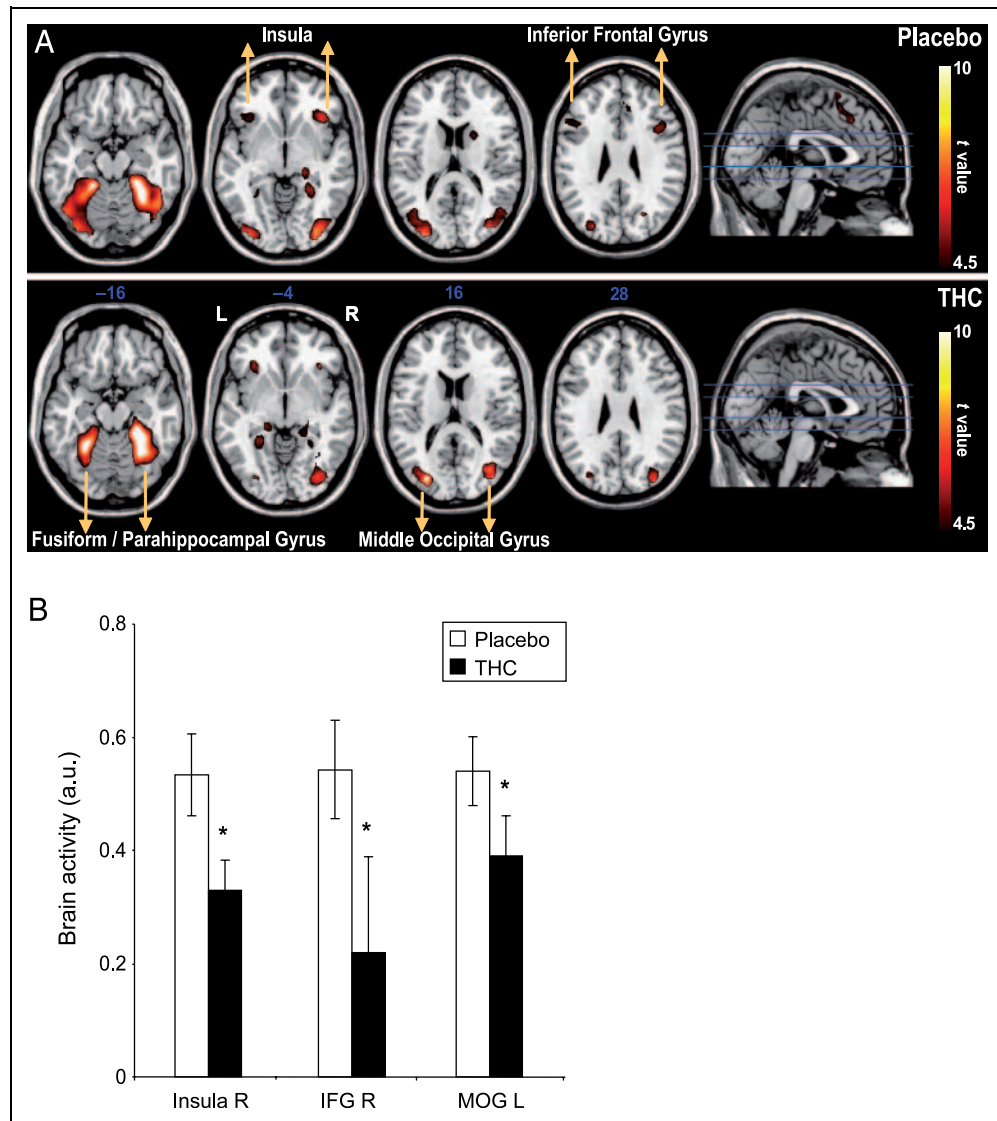 A
Insula
Inferior Frontal Gyrus
Placebo
10
t value
4.5
–16
–4
16
28
THC
L
R
10
t value
4.5
Fusiform / Parahippocampal Gyrus
Middle Occipital Gyrus
B
0.8
Placebo
THC
0.6
0.4
0.2
0
Brain activity (a.u.)
*
*
*
Insula R
IFG R
MOG L